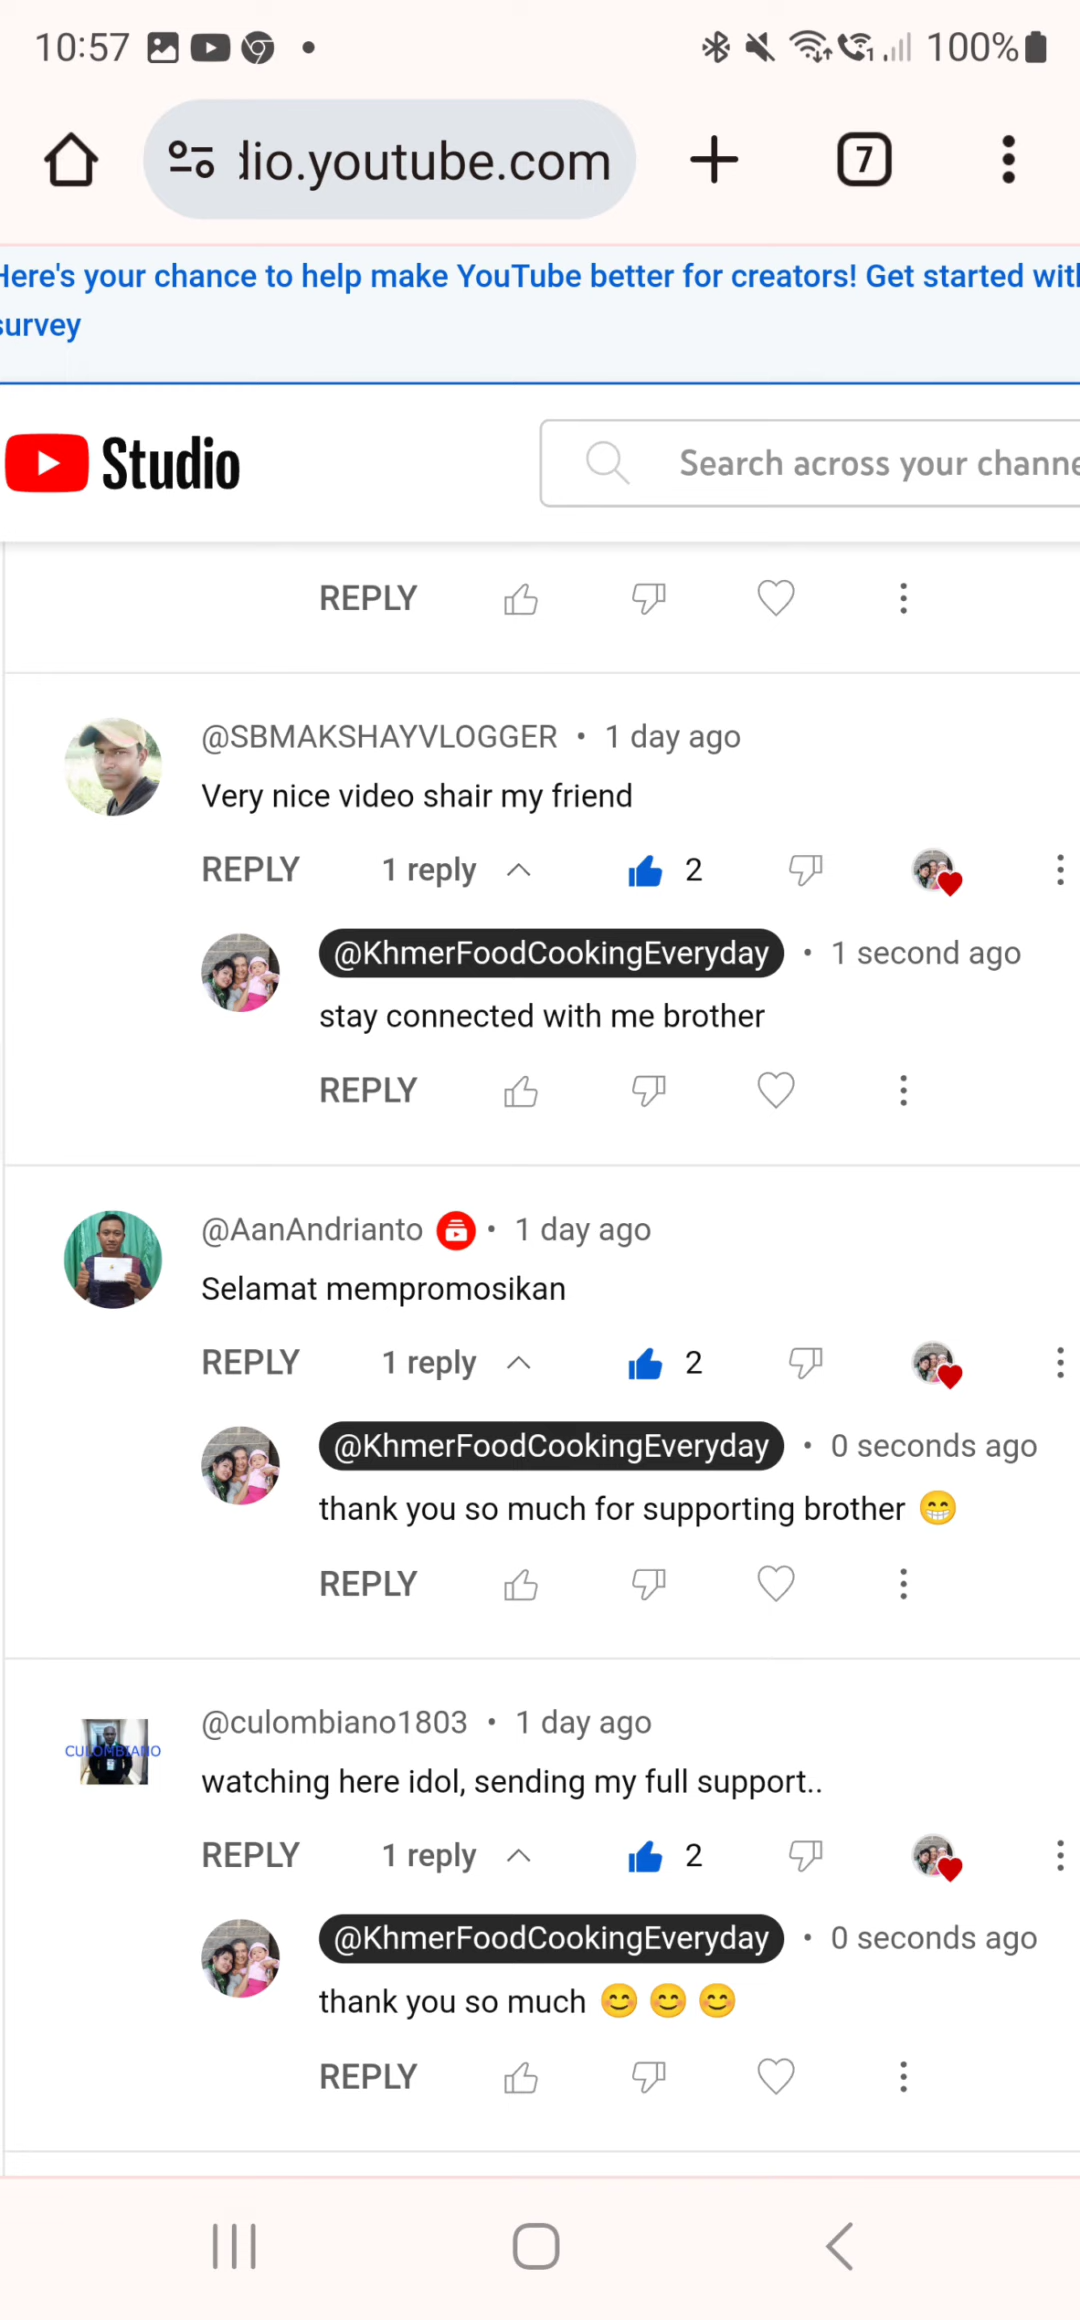 10:57 100%
lio.youtube.com 7
Here's your chance to help make YouTube better for creators! Get started with
survey
Studio Search across your channe
REPLY
@SBMAKSHAYVLOGGER • 1 day ago
Very nice video shair my friend
REPLY 1 reply 2
@KhmerFoodCookingEveryday • 1 second ago
stay connected with me brother
REPLY
@AanAndrianto • 1 day ago
Selamat mempromosikan
REPLY 1 reply 2
@KhmerFoodCookingEveryday • 0 seconds ago
thank you so much for supporting brother 😁
REPLY
@culombiano1803 • 1 day ago
CULOMBIANO
watching here idol, sending my full support..
REPLY 1 reply 2
@KhmerFoodCookingEveryday • 0 seconds ago
thank you so much 😊 😊 😊
REPLY